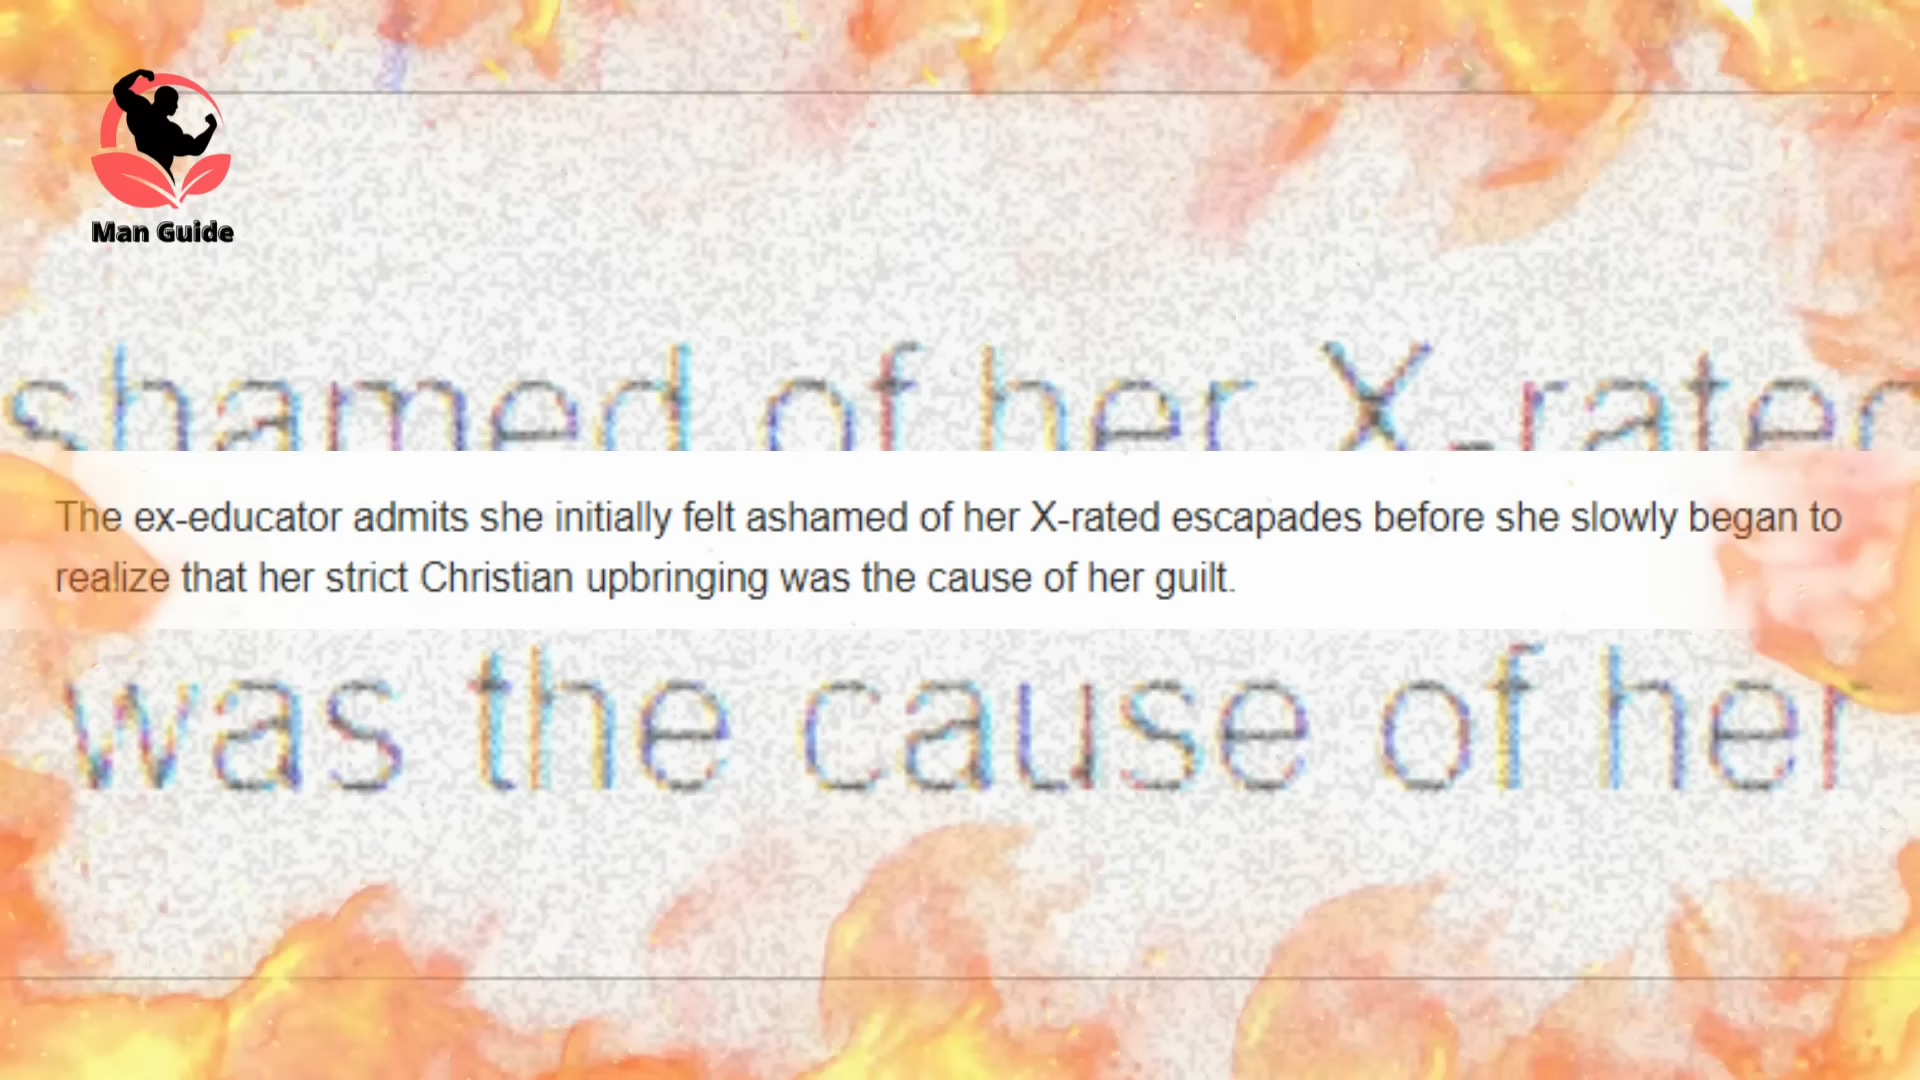 Man Guide
shamed of her X-rated
The ex-educator admits she initially felt ashamed of her X-rated escapades before she slowly began to
realize that her strict Christian upbringing was the cause of her guilt.
was the cause of her